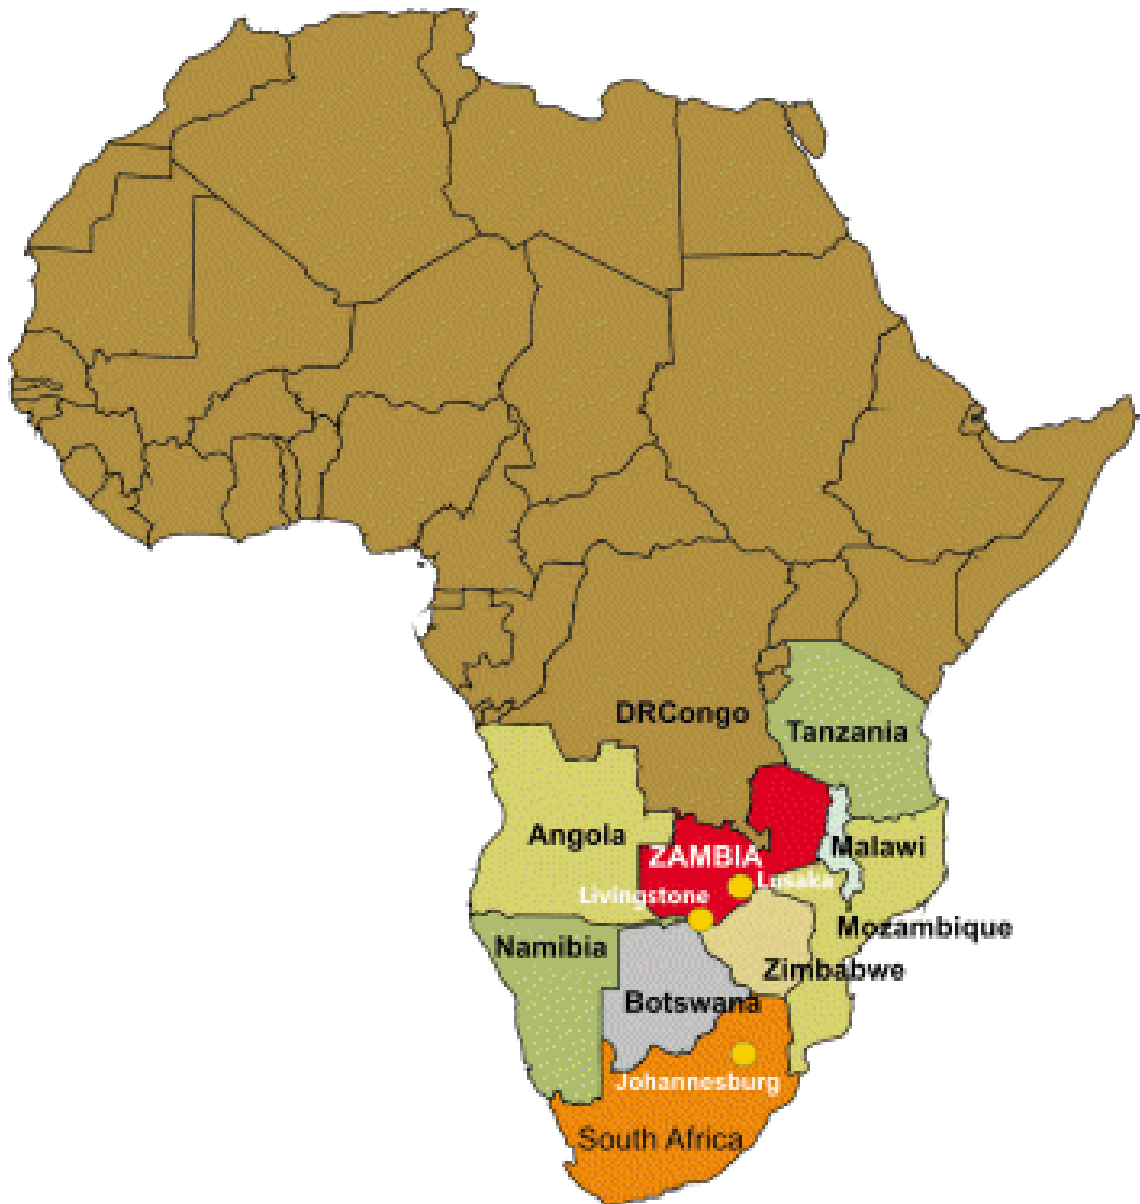 DRCongo
Tanzania
Angola
ZAMBIA
Malawi
Lusaka
Livingstone
Mozambique
Namibia
Zimbabwe
Botswana
Johannesburg
South Africa